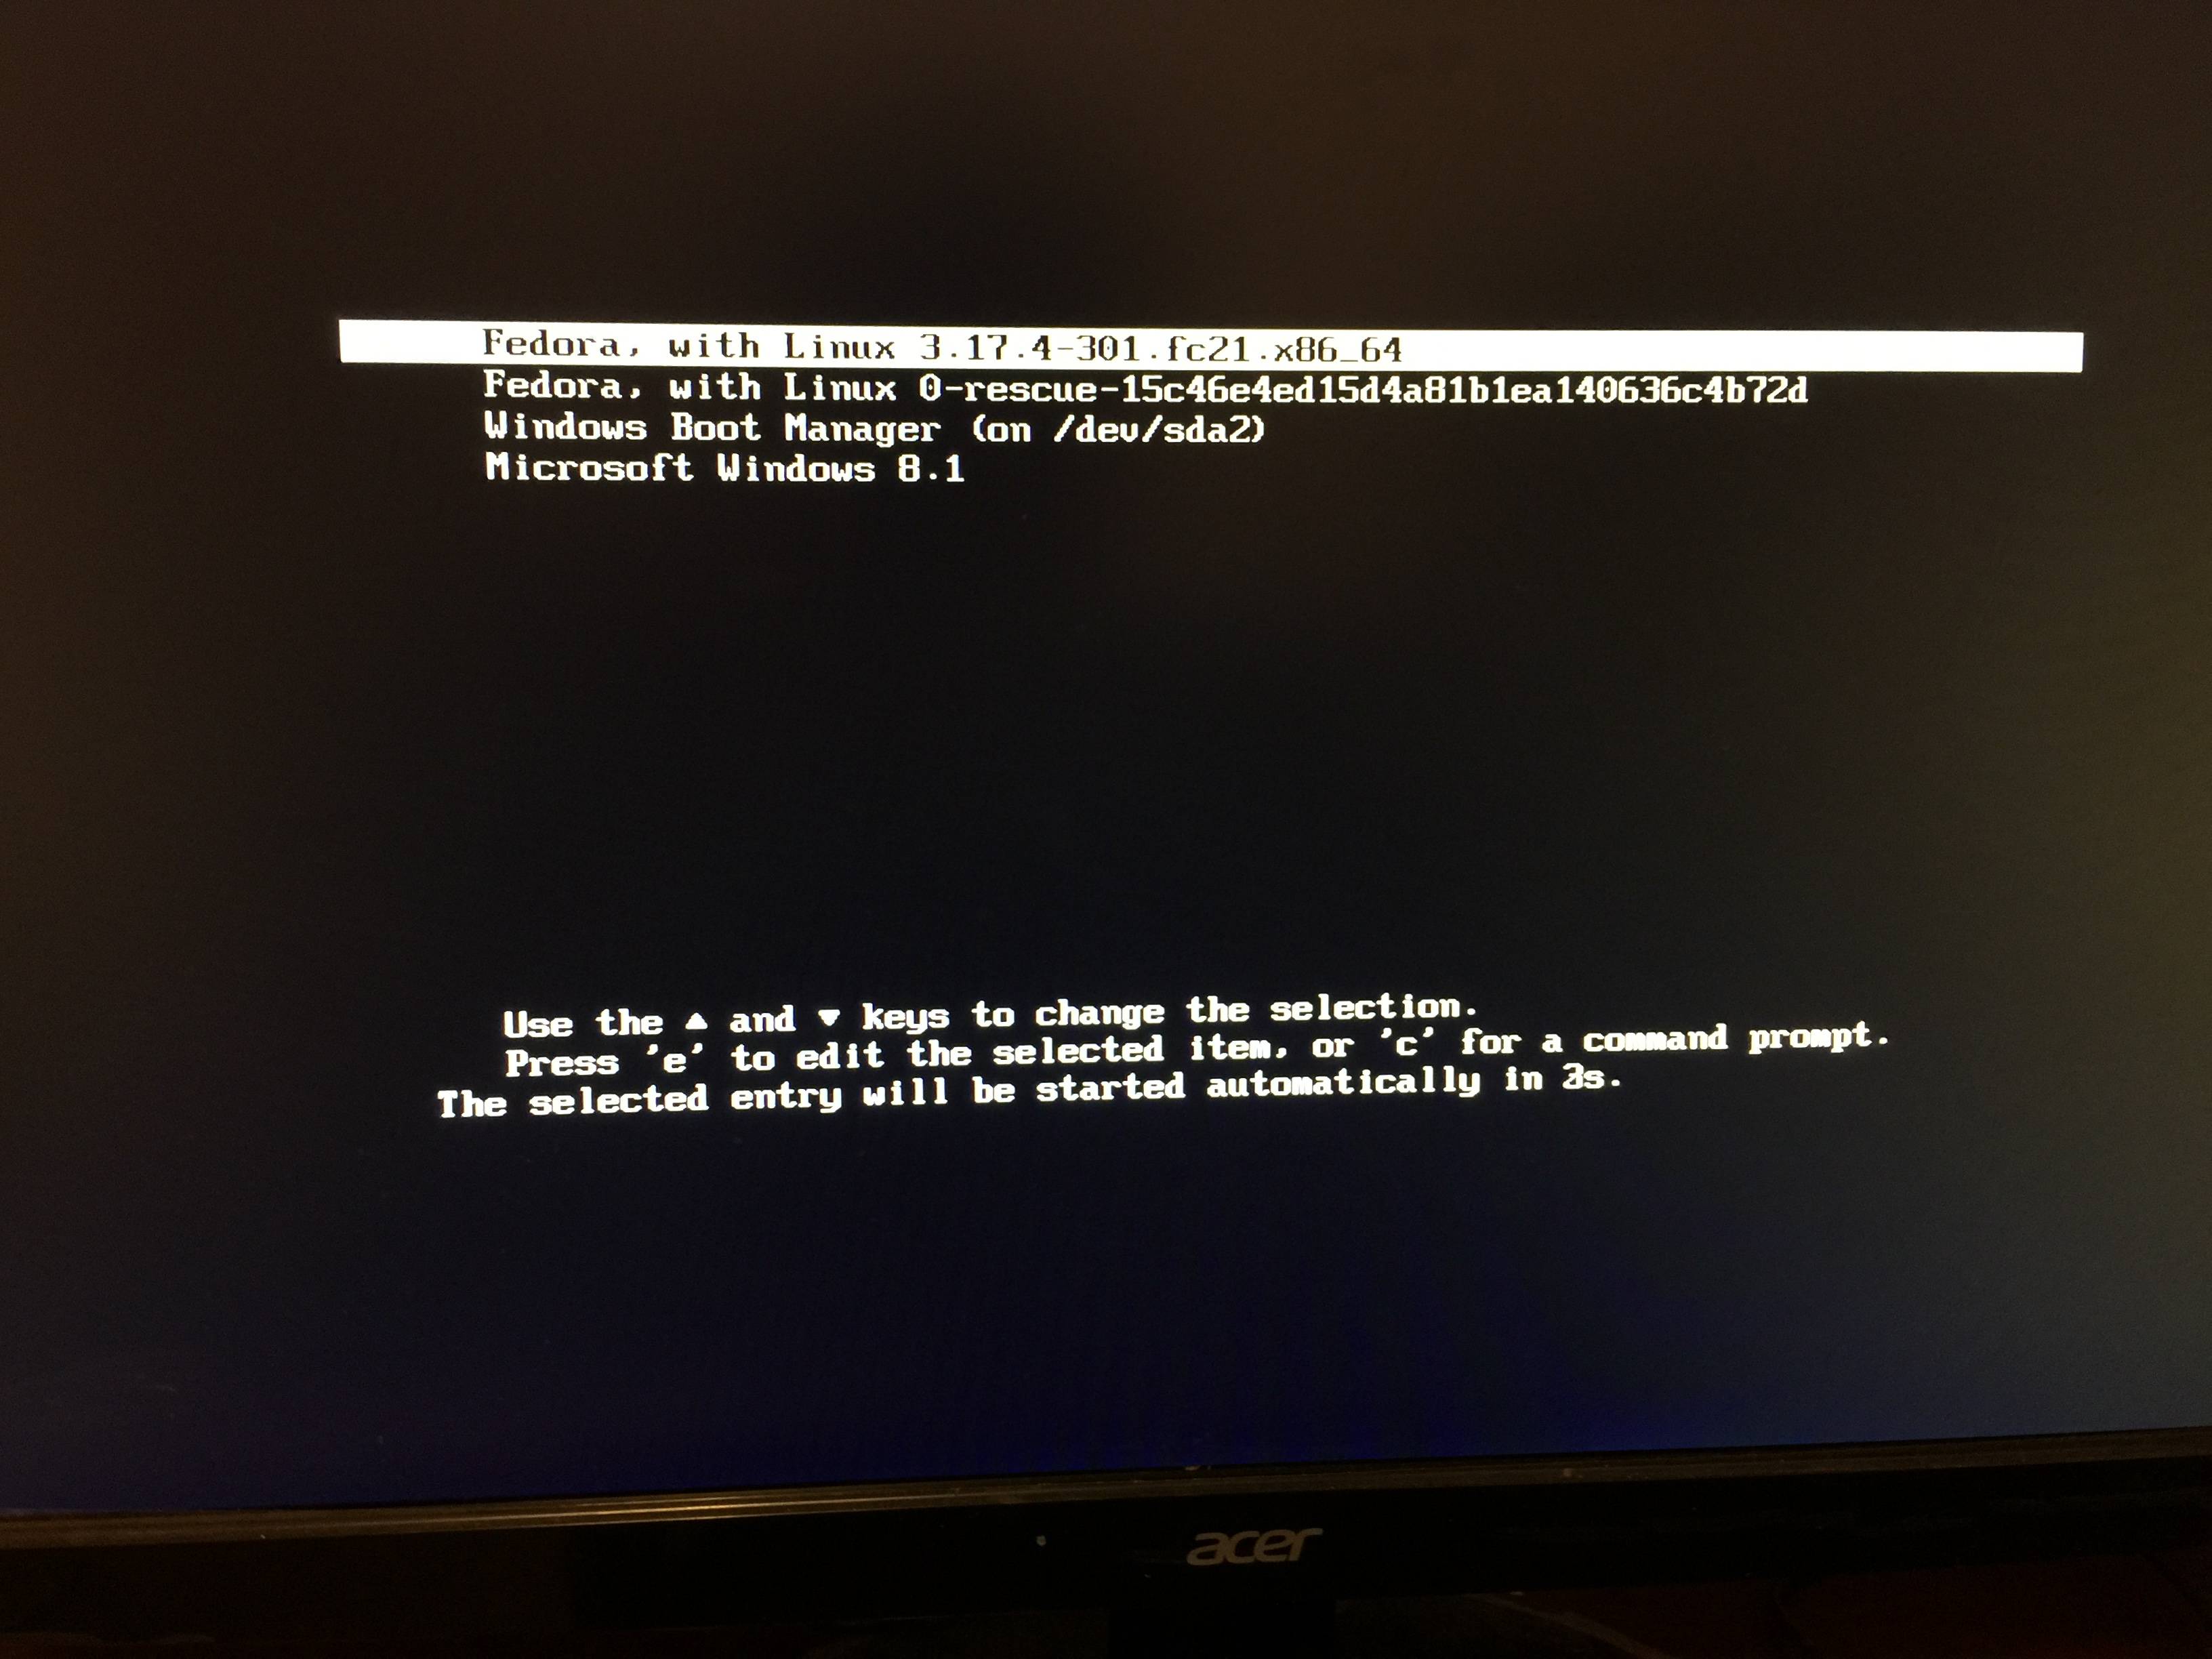 Fedora, with Linux 3.17.4-301.fc21.x86_64
Fedora, with Linux 0-rescue-15c46e4ed15d4a81b1ea140636c4b72d
Windows Boot Manager (on /dev/sda2)
Microsoft Windows 8.1
Use the ▲ and ▼ keys to change the selection.
Press 'e' to edit the selected item, or 'c' for a command prompt.
The selected entry will be started automatically in 3s.
acer